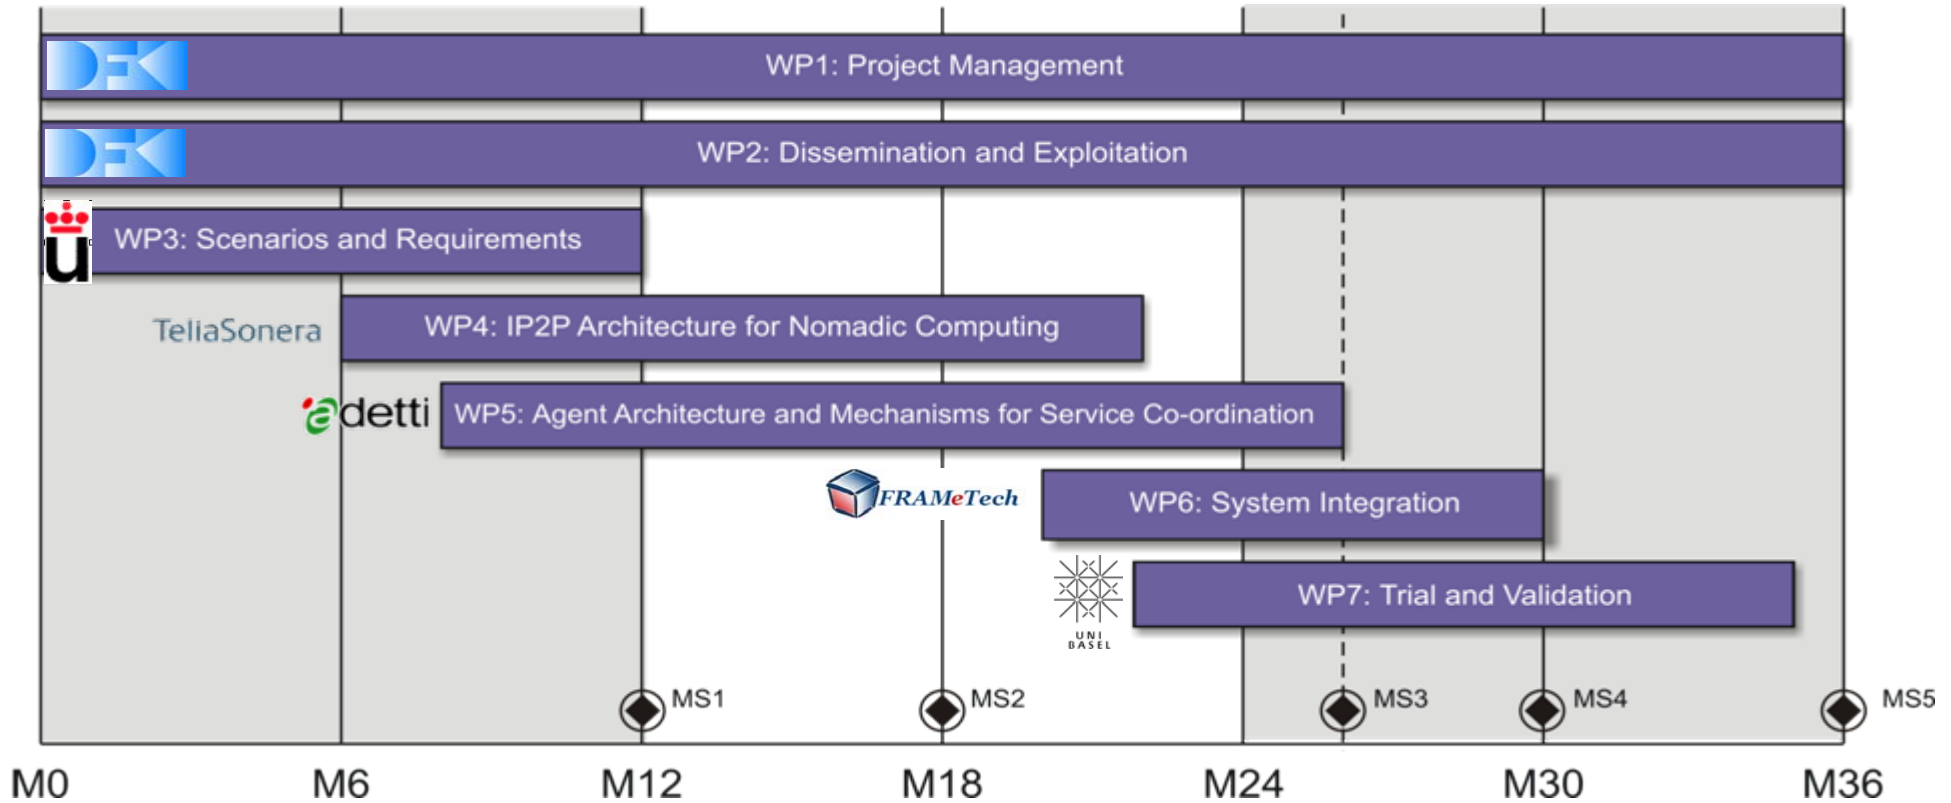 DFK WP1: Project Management
DFK WP2: Dissemination and Exploitation
u WP3: Scenarios and Requirements
TeliaSonera WP4: IP2P Architecture for Nomadic Computing
adetti WP5: Agent Architecture and Mechanisms for Service Co-ordination
FRAMeTech WP6: System Integration
WP7: Trial and Validation
UNI
BASEL
MS1 MS2 MS3 MS4 MS5
M0 M6 M12 M18 M24 M30 M36